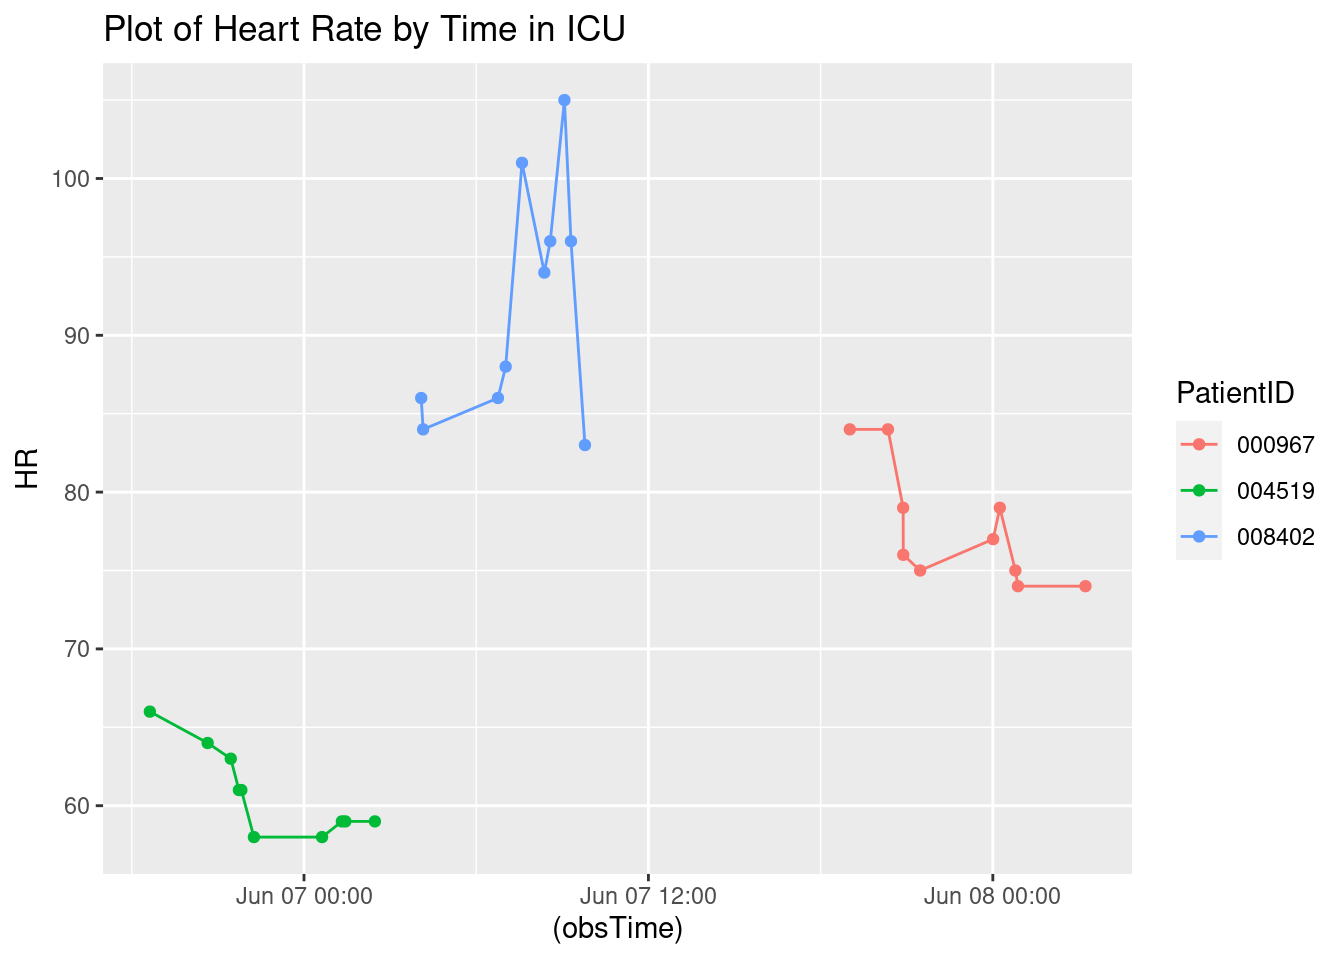 Plot of Heart Rate by Time in ICU
HR
100
90
80
70
60
Jun 07 00:00
Jun 07 12:00
Jun 08 00:00
(obsTime)
PatientID
000967
004519
008402